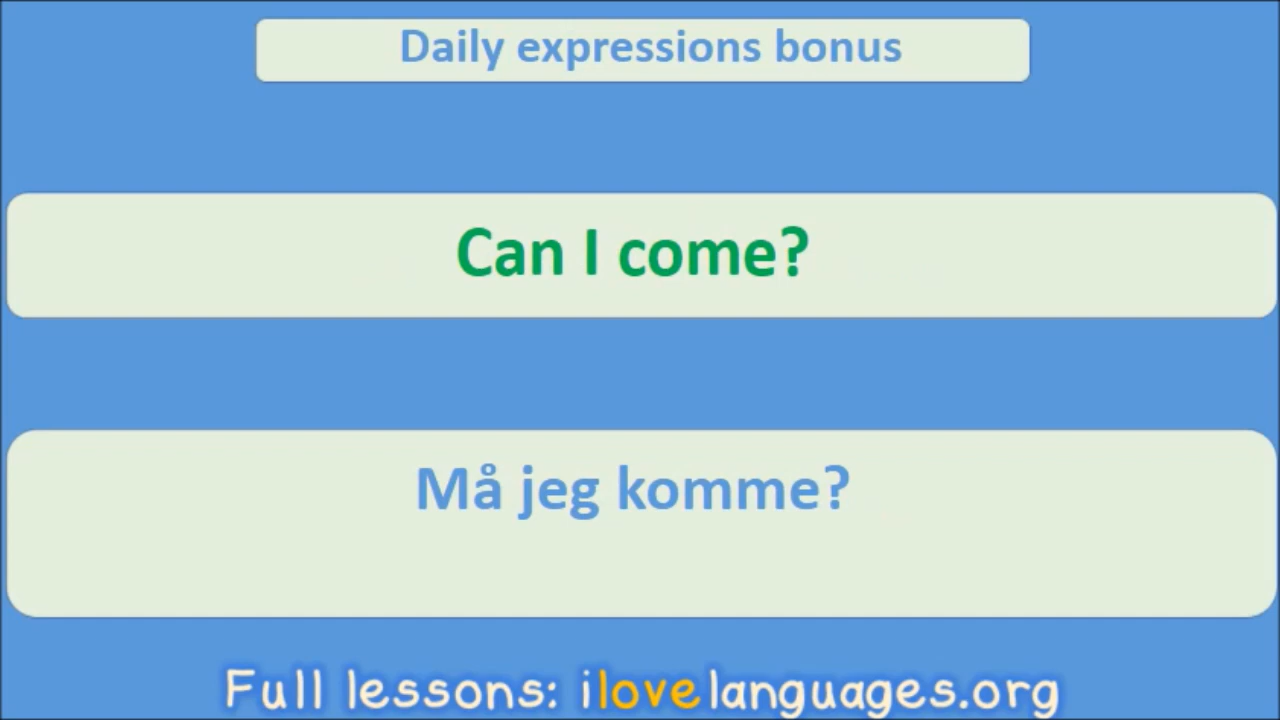 Daily expressions bonus
Can I come?
Må jeg komme?
Full lessons: ilovelanguages.org